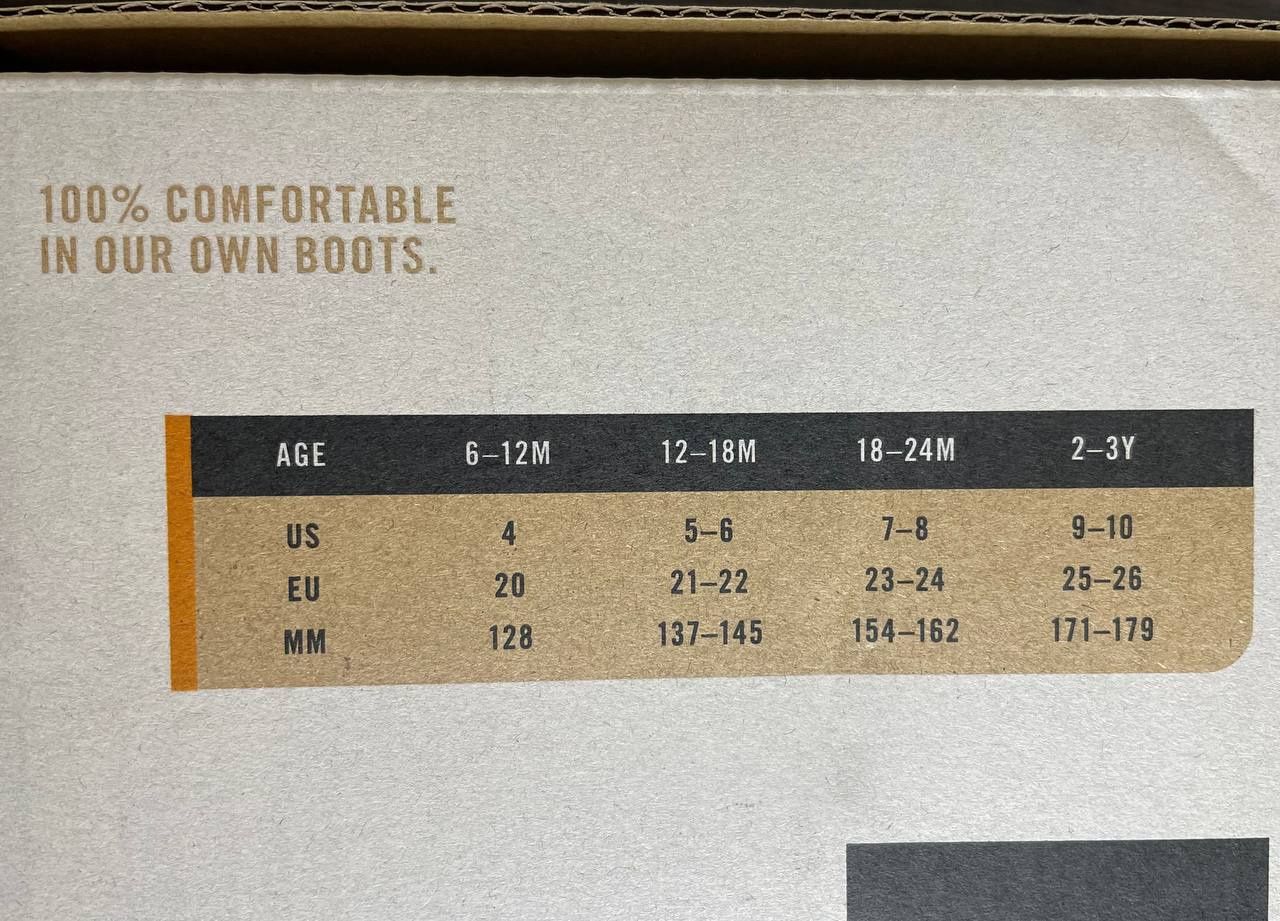 100% COMFORTABLE
IN OUR OWN BOOTS.
AGE 6–12M 12–18M 18–24M 2–3Y
US 4 5–6 7–8 9–10
EU 20 21–22 23–24 25–26
MM 128 137–145 154–162 171–179